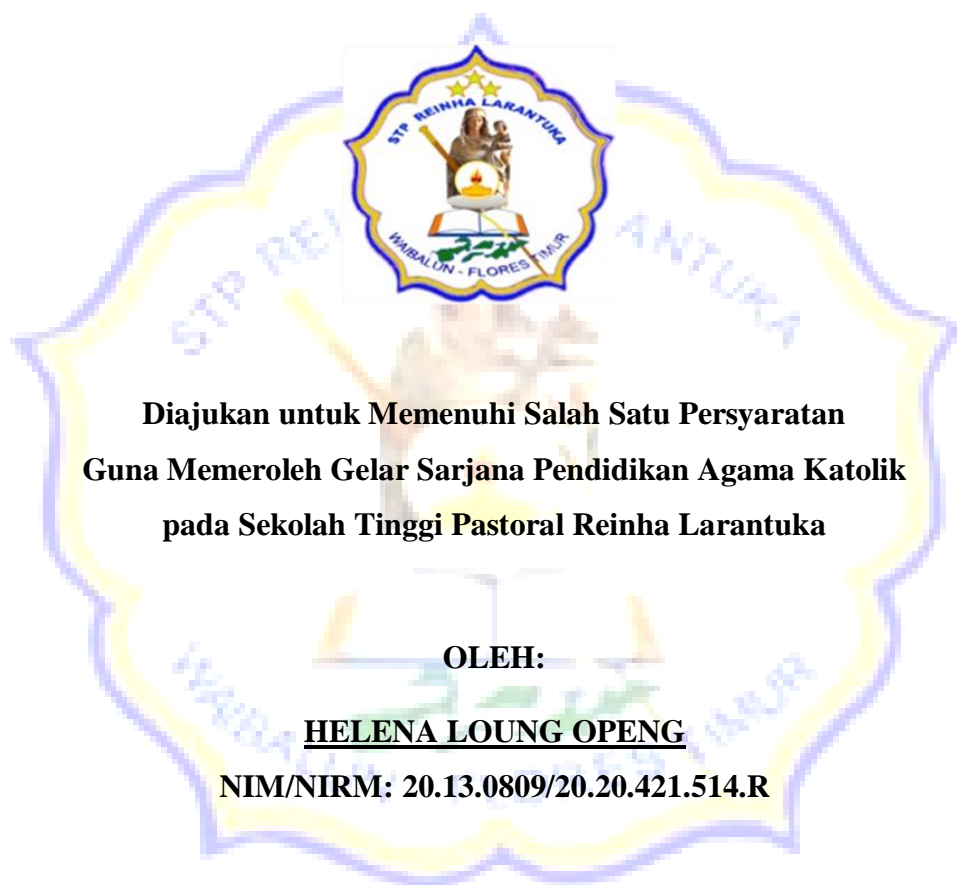 STP REINHA LARANTUKA
WAIBALUN - FLORES TIMUR
Diajukan untuk Memenuhi Salah Satu Persyaratan
Guna Memeroleh Gelar Sarjana Pendidikan Agama Katolik
pada Sekolah Tinggi Pastoral Reinha Larantuka
OLEH:
HELENA LOUNG OPENG
NIM/NIRM: 20.13.0809/20.20.421.514.R